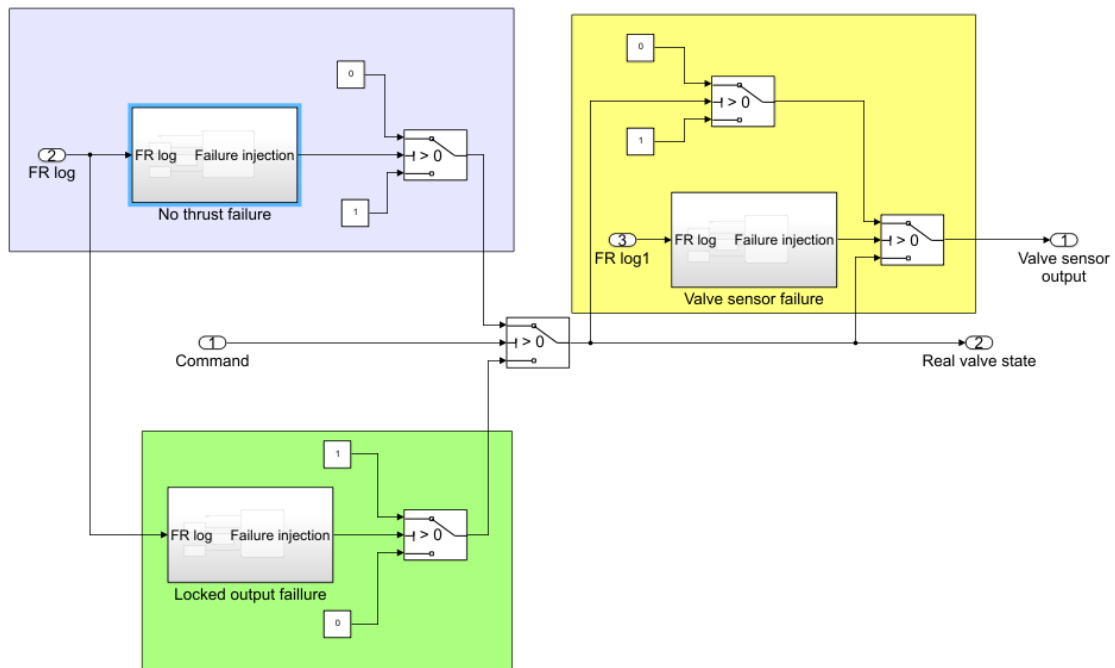 0
2
FR log
FR log
Failure injection
> 0
1
No thrust failure
0
> 0
1
3
FR log1
FR log
Failure injection
> 0
Valve sensor failure
1
Valve sensor
output
1
Command
> 0
2
Real valve state
1
FR log
Failure injection
> 0
Locked output faillure
0